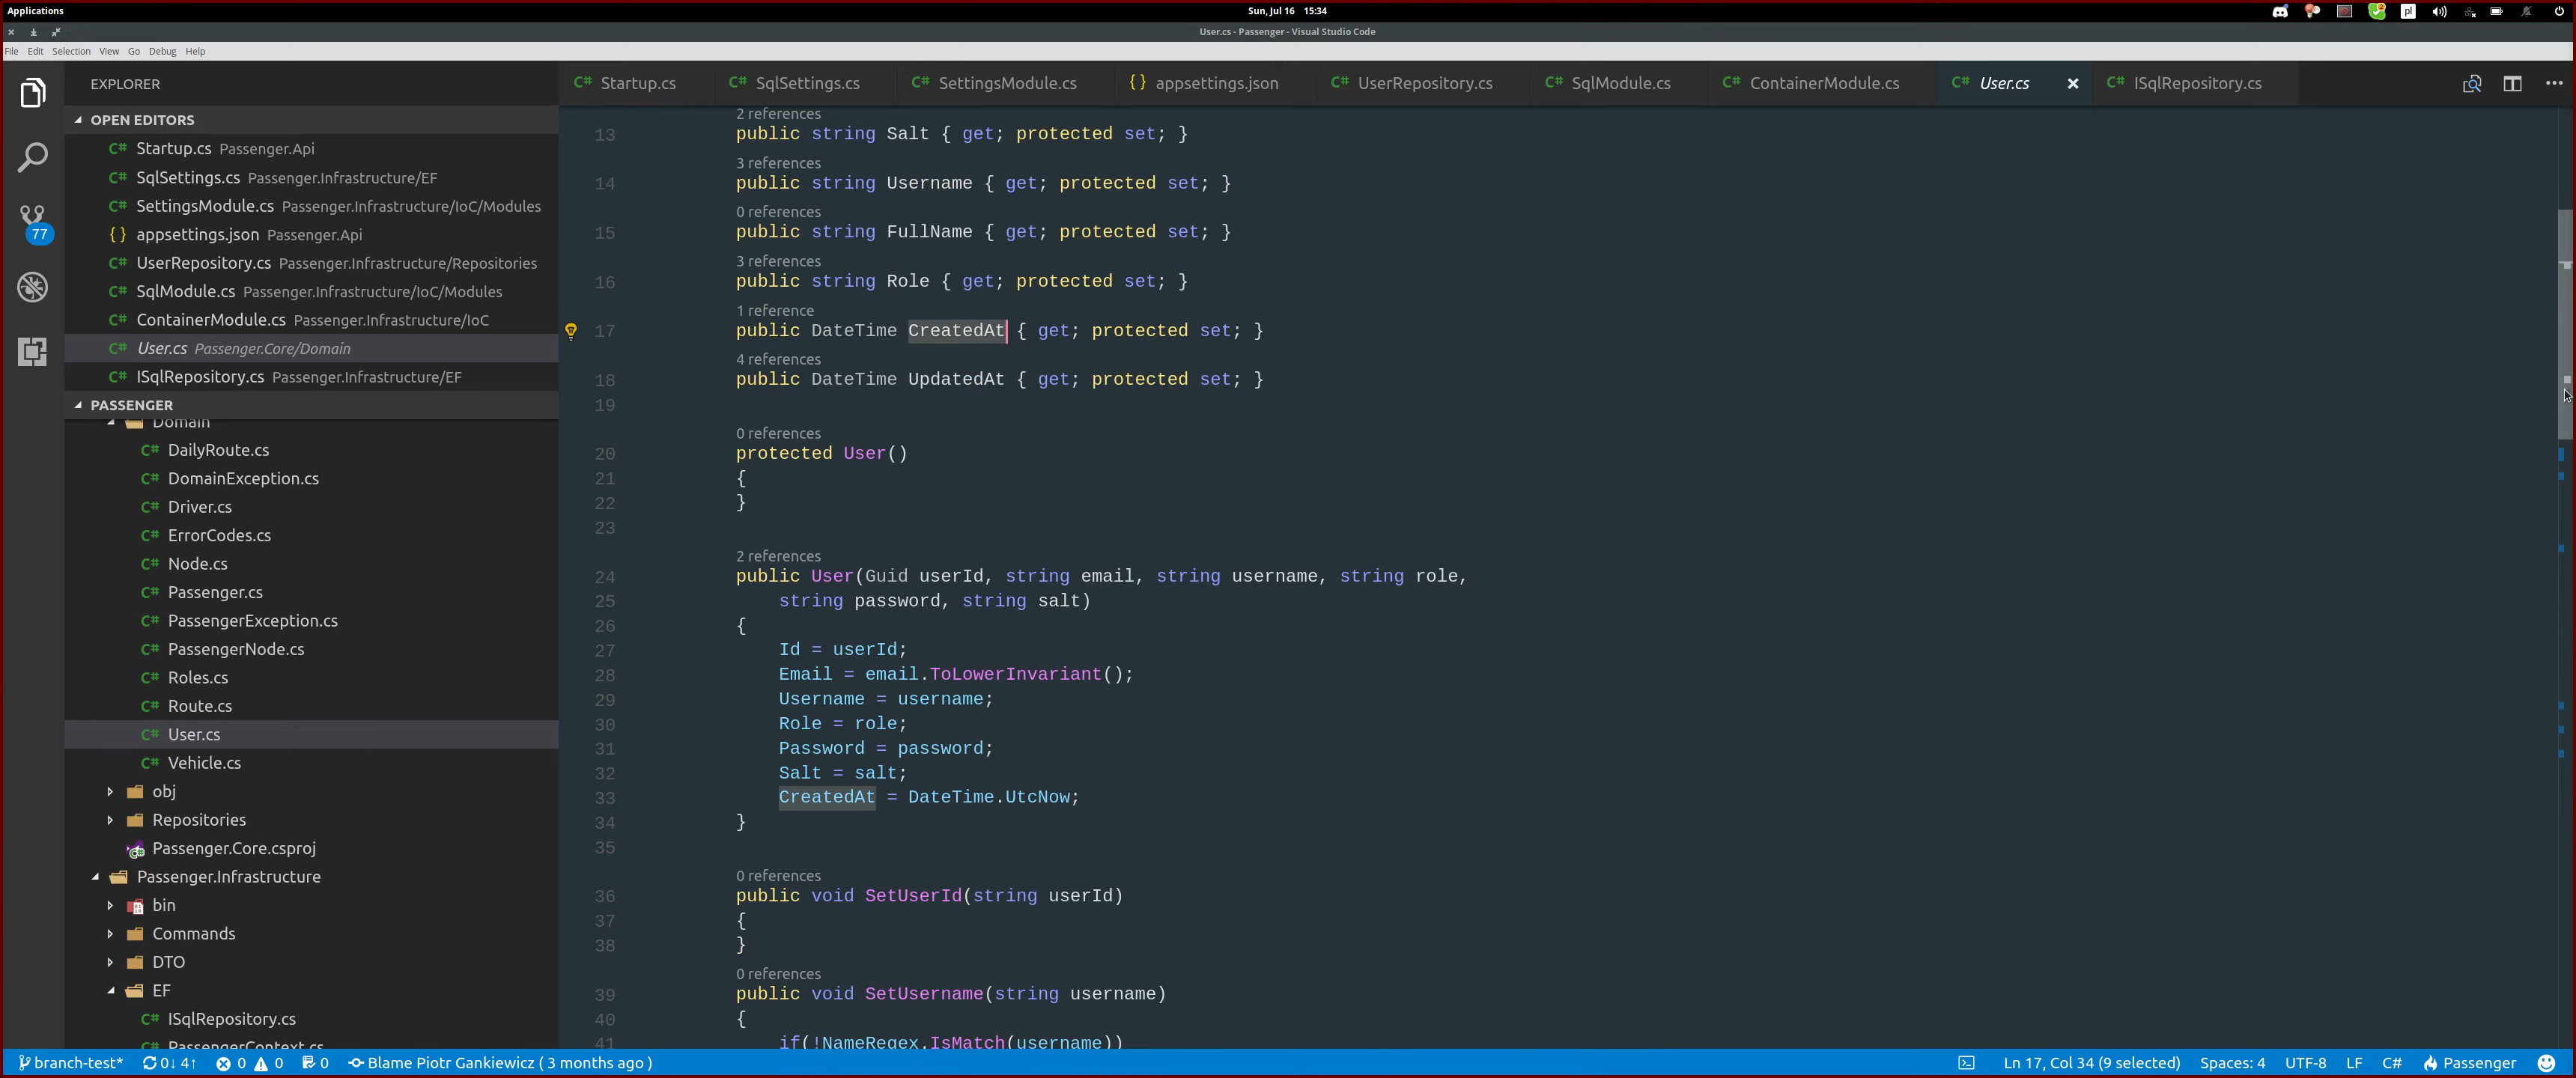 Applications
Sun, Jul 16 15:34
pl
User.cs - Passenger - Visual Studio Code
File Edit Selection View Go Debug Help
EXPLORER
OPEN EDITORS
C# Startup.cs Passenger.Api
C# SqlSettings.cs Passenger.Infrastructure/EF
C# SettingsModule.cs Passenger.Infrastructure/IoC/Modules
{} appsettings.json Passenger.Api
C# UserRepository.cs Passenger.Infrastructure/Repositories
C# SqlModule.cs Passenger.Infrastructure/IoC/Modules
C# ContainerModule.cs Passenger.Infrastructure/IoC
C# User.cs Passenger.Core/Domain
C# ISqlRepository.cs Passenger.Infrastructure/EF
77
PASSENGER
Domain
C# DailyRoute.cs
C# DomainException.cs
C# Driver.cs
C# ErrorCodes.cs
C# Node.cs
C# Passenger.cs
C# PassengerException.cs
C# PassengerNode.cs
C# Roles.cs
C# Route.cs
C# User.cs
C# Vehicle.cs
obj
Repositories
Passenger.Core.csproj
Passenger.Infrastructure
bin
Commands
DTO
EF
C# ISqlRepository.cs
PassengerContext.cs
C# Startup.cs C# SqlSettings.cs C# SettingsModule.cs {} appsettings.json C# UserRepository.cs C# SqlModule.cs C# ContainerModule.cs C# User.cs C# ISqlRepository.cs
2 references
13 public string Salt { get; protected set; }
3 references
14 public string Username { get; protected set; }
0 references
15 public string FullName { get; protected set; }
3 references
16 public string Role { get; protected set; }
1 reference
17 public DateTime CreatedAt { get; protected set; }
4 references
18 public DateTime UpdatedAt { get; protected set; }
19
0 references
20 protected User()
21 {
22 }
23
2 references
24 public User(Guid userId, string email, string username, string role,
25 string password, string salt)
26 {
27 Id = userId;
28 Email = email.ToLowerInvariant();
29 Username = username;
30 Role = role;
31 Password = password;
32 Salt = salt;
33 CreatedAt = DateTime.UtcNow;
34 }
35
0 references
36 public void SetUserId(string userId)
37 {
38 }
0 references
39 public void SetUsername(string username)
40 {
41 if(!NameRegex.IsMatch(username))
branch-test* 0↓ 4↑ 0 0 0 Blame Piotr Gankiewicz ( 3 months ago ) Ln 17, Col 34 (9 selected) Spaces: 4 UTF-8 LF C# Passenger